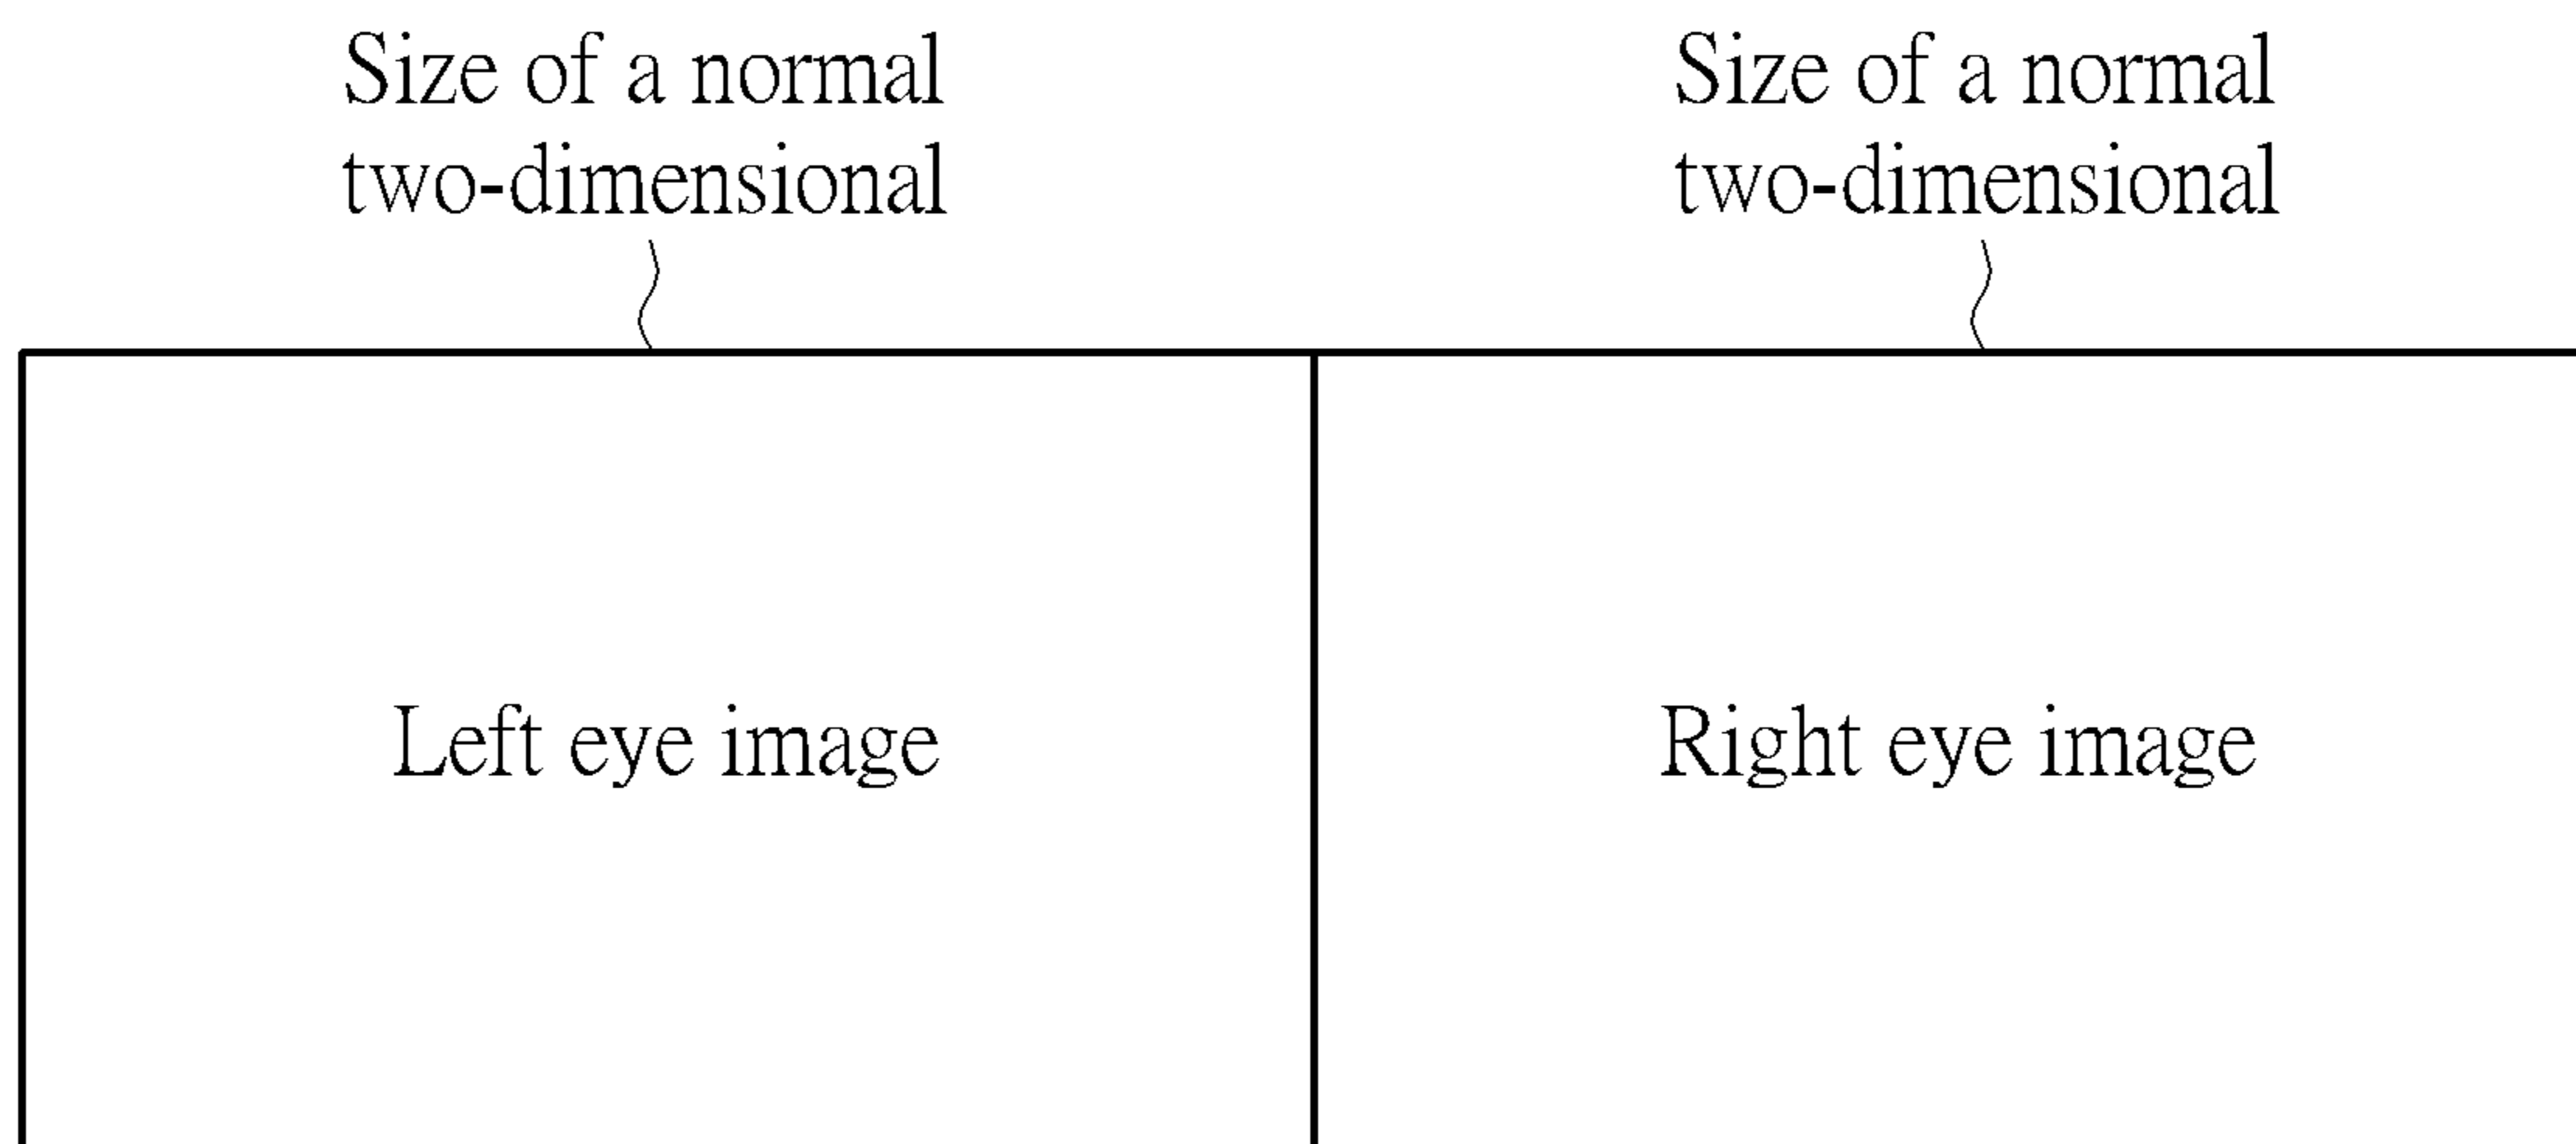 Size of a normal
two-dimensional
Size of a normal
two-dimensional
Left eye image
Right eye image